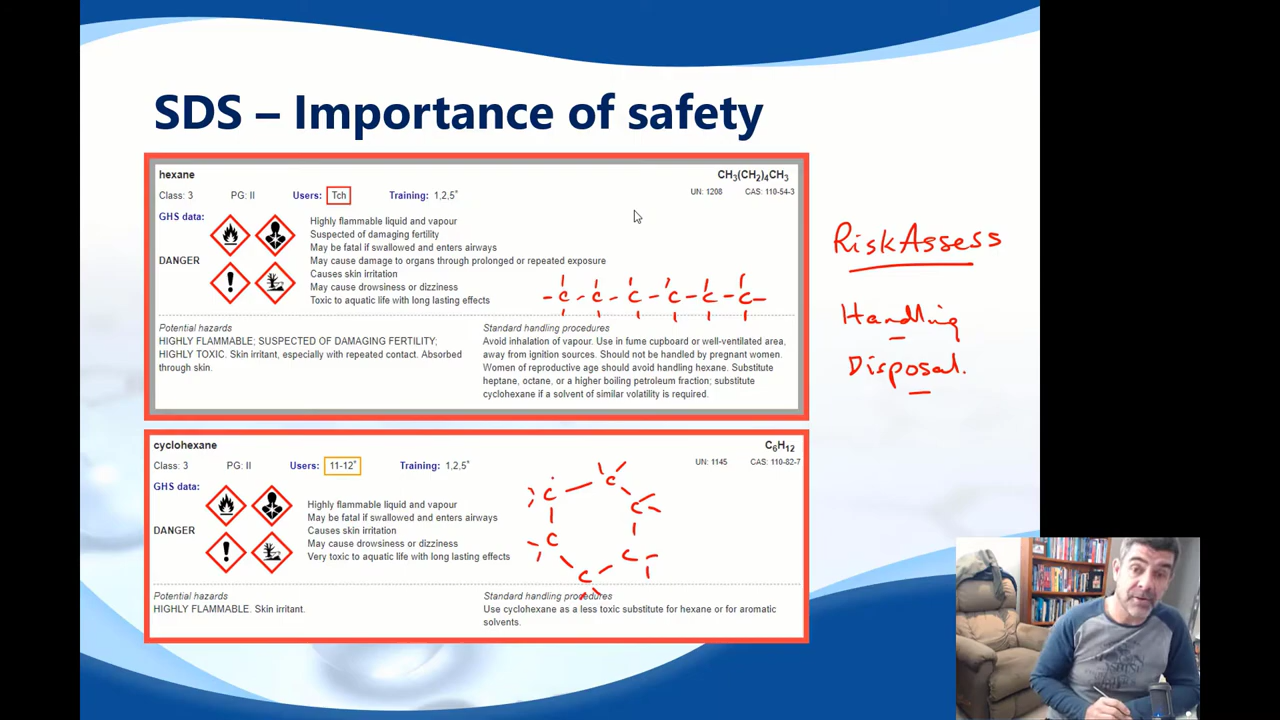 SDS – Importance of safety
hexane
CH₃(CH₂)₄CH₃
Class: 3 PG: II Users: Tch Training: 1,2,5*
UN: 1208 CAS: 110-54-3
GHS data:
DANGER
Highly flammable liquid and vapour
Suspected of damaging fertility
May be fatal if swallowed and enters airways
May cause damage to organs through prolonged or repeated exposure
Causes skin irritation
May cause drowsiness or dizziness
Toxic to aquatic life with long lasting effects
- C - C - C - C - C - C -
Potential hazards
HIGHLY FLAMMABLE; SUSPECTED OF DAMAGING FERTILITY;
HIGHLY TOXIC. Skin irritant, especially with repeated contact. Absorbed
through skin.
Standard handling procedures
Avoid inhalation of vapour. Use in fume cupboard or well-ventilated area,
away from ignition sources. Should not be handled by pregnant women.
Women of reproductive age should avoid handling hexane. Substitute
heptane, octane, or a higher boiling petroleum fraction; substitute
cyclohexane if a solvent of similar volatility is required.
RiskAssess
Handling
Disposal.
cyclohexane
C₆H₁₂
Class: 3 PG: II Users: 11-12* Training: 1,2,5*
UN: 1145 CAS: 110-82-7
GHS data:
DANGER
Highly flammable liquid and vapour
May be fatal if swallowed and enters airways
Causes skin irritation
May cause drowsiness or dizziness
Very toxic to aquatic life with long lasting effects
C
C
C
C
C
C
Potential hazards
HIGHLY FLAMMABLE. Skin irritant.
Standard handling procedures
Use cyclohexane as a less toxic substitute for hexane or for aromatic
solvents.